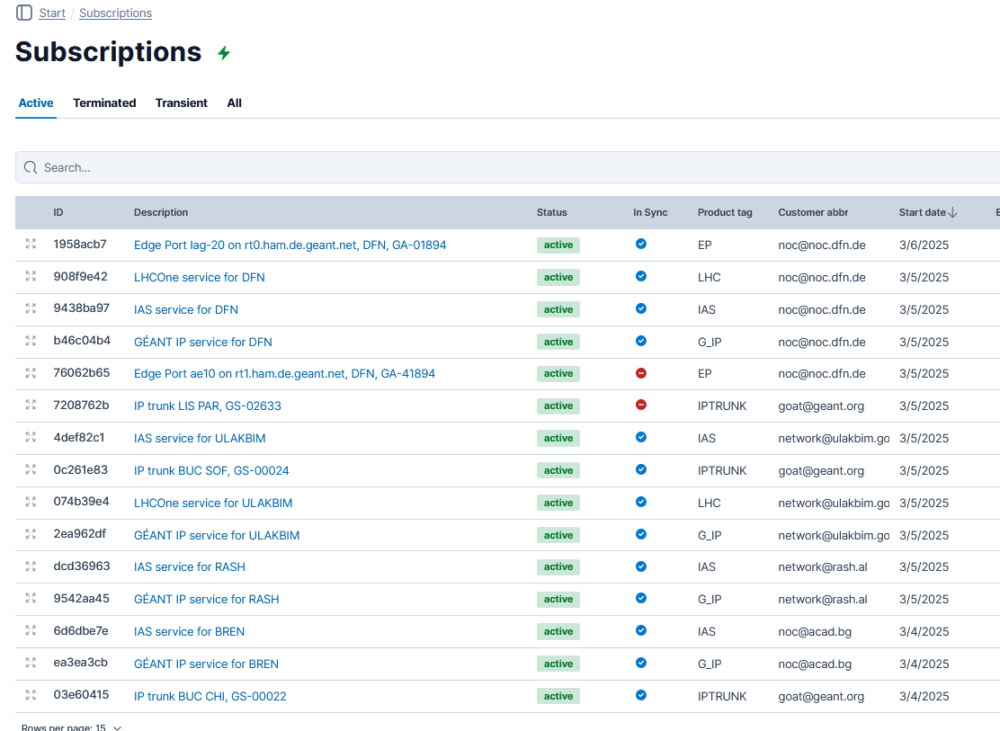 Start / Subscriptions
Subscriptions
Active Terminated Transient All
Search...
ID Description Status In Sync Product tag Customer abbr Start date
1958acb7 Edge Port lag-20 on rt0.ham.de.geant.net, DFN, GA-01894 active EP noc@noc.dfn.de 3/6/2025
908f9e42 LHCOne service for DFN active LHC noc@noc.dfn.de 3/5/2025
9438ba97 IAS service for DFN active IAS noc@noc.dfn.de 3/5/2025
b46c04b4 GÉANT IP service for DFN active G_IP noc@noc.dfn.de 3/5/2025
76062b65 Edge Port ae10 on rt1.ham.de.geant.net, DFN, GA-41894 active EP noc@noc.dfn.de 3/5/2025
7208762b IP trunk LIS PAR, GS-02633 active IPTRUNK goat@geant.org 3/5/2025
4def82c1 IAS service for ULAKBIM active IAS network@ulakbim.go 3/5/2025
0c261e83 IP trunk BUC SOF, GS-00024 active IPTRUNK goat@geant.org 3/5/2025
074b39e4 LHCOne service for ULAKBIM active LHC network@ulakbim.go 3/5/2025
2ea962df GÉANT IP service for ULAKBIM active G_IP network@ulakbim.go 3/5/2025
dcd36963 IAS service for RASH active IAS network@rash.al 3/5/2025
9542aa45 GÉANT IP service for RASH active G_IP network@rash.al 3/5/2025
6d6dbe7e IAS service for BREN active IAS noc@acad.bg 3/4/2025
ea3ea3cb GÉANT IP service for BREN active G_IP noc@acad.bg 3/4/2025
03e60415 IP trunk BUC CHI, GS-00022 active IPTRUNK goat@geant.org 3/4/2025
Rows per page: 15